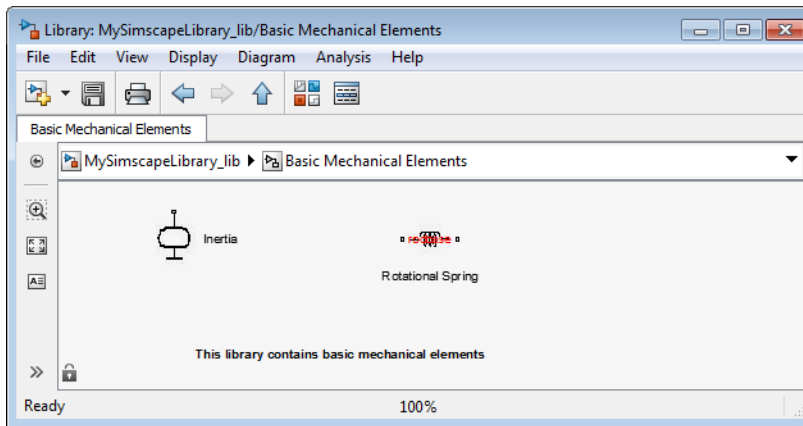 Library: MySimscapeLibrary_lib/Basic Mechanical Elements
File Edit View Display Diagram Analysis Help
Basic Mechanical Elements
MySimscapeLibrary_lib Basic Mechanical Elements
Inertia
Rotational Spring
This library contains basic mechanical elements
Ready 100%